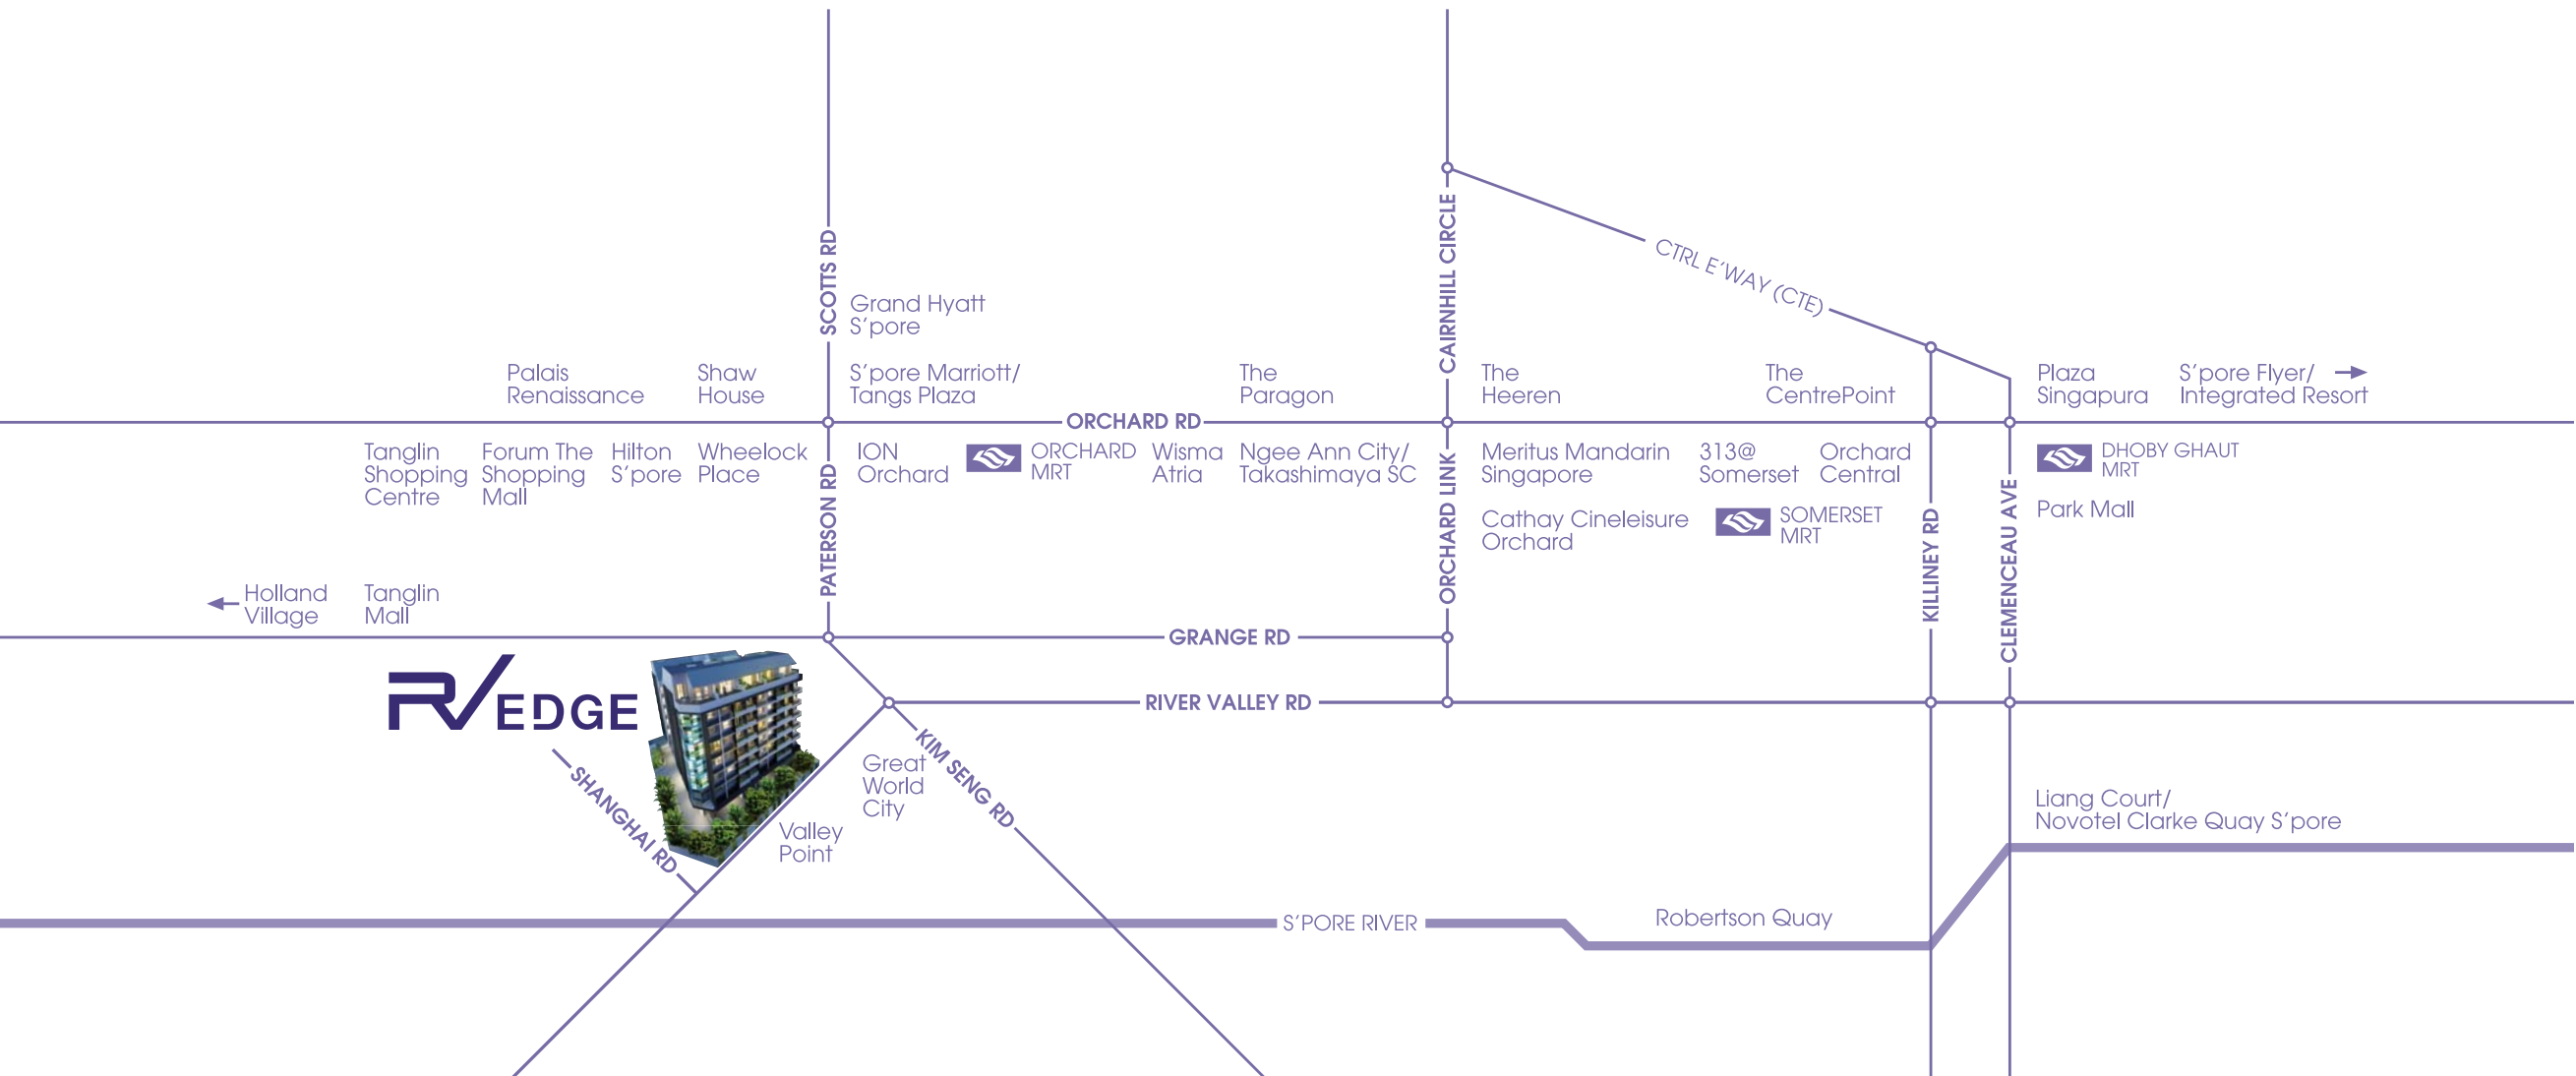 SCOTTS RD
CAIRNHILL CIRCLE
CTRL E'WAY (CTE)
Grand Hyatt
S'pore
Palais
Renaissance
Shaw
House
S'pore Marriott/
Tangs Plaza
The
Paragon
The
Heeren
The
CentrePoint
Plaza
Singapura
S'pore Flyer/
Integrated Resort
ORCHARD RD
Tanglin
Shopping
Centre
Forum The
Shopping
Mall
Hilton
S'pore
Wheelock
Place
PATERSON RD
ION
Orchard
ORCHARD
MRT
Wisma
Atria
Ngee Ann City/
Takashimaya SC
ORCHARD LINK
Meritus Mandarin
Singapore
313@
Somerset
Orchard
Central
Cathay Cineleisure
Orchard
SOMERSET
MRT
KILLINEY RD
CLEMENCEAU AVE
DHOBY GHAUT
MRT
Park Mall
Holland
Village
Tanglin
Mall
GRANGE RD
RV EDGE
RIVER VALLEY RD
SHANGHAI RD
KIM SENG RD
Great
World
City
Valley
Point
Liang Court/
Novotel Clarke Quay S'pore
S'PORE RIVER
Robertson Quay